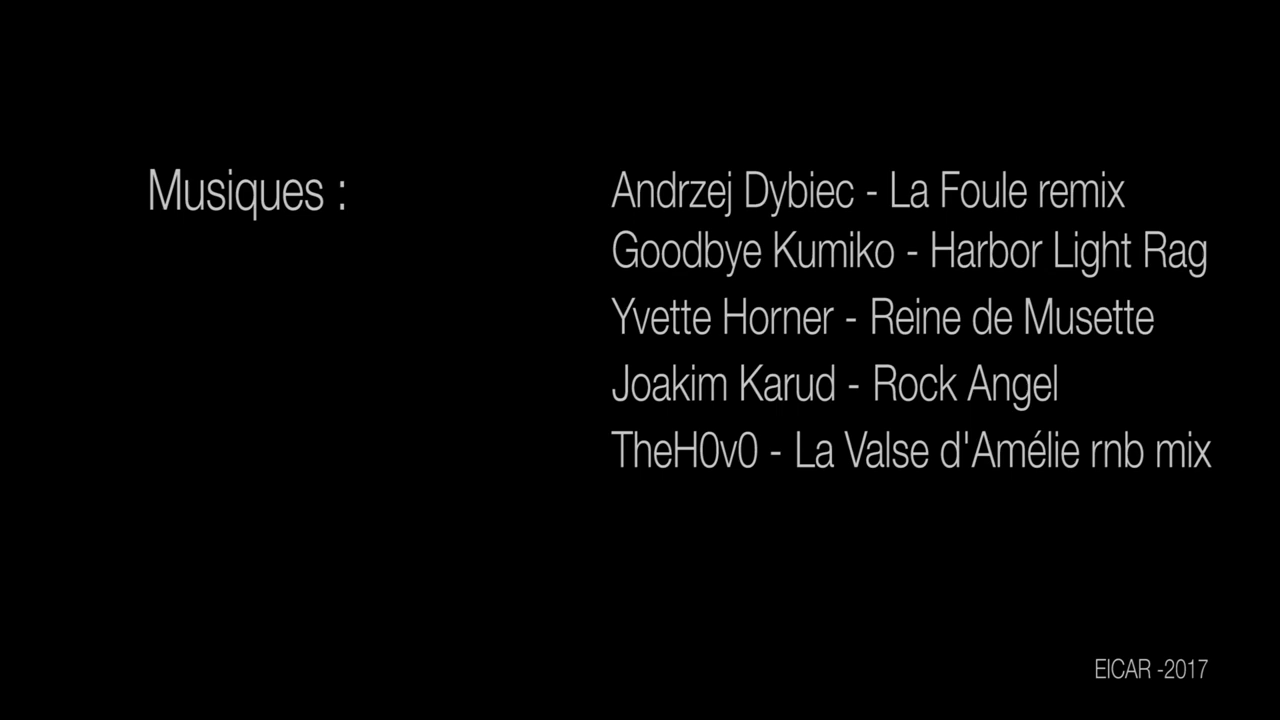 Musiques :
Andrzej Dybiec - La Foule remix
Goodbye Kumiko - Harbor Light Rag
Yvette Horner - Reine de Musette
Joakim Karud - Rock Angel
TheH0v0 - La Valse d'Amélie rnb mix
EICAR -2017